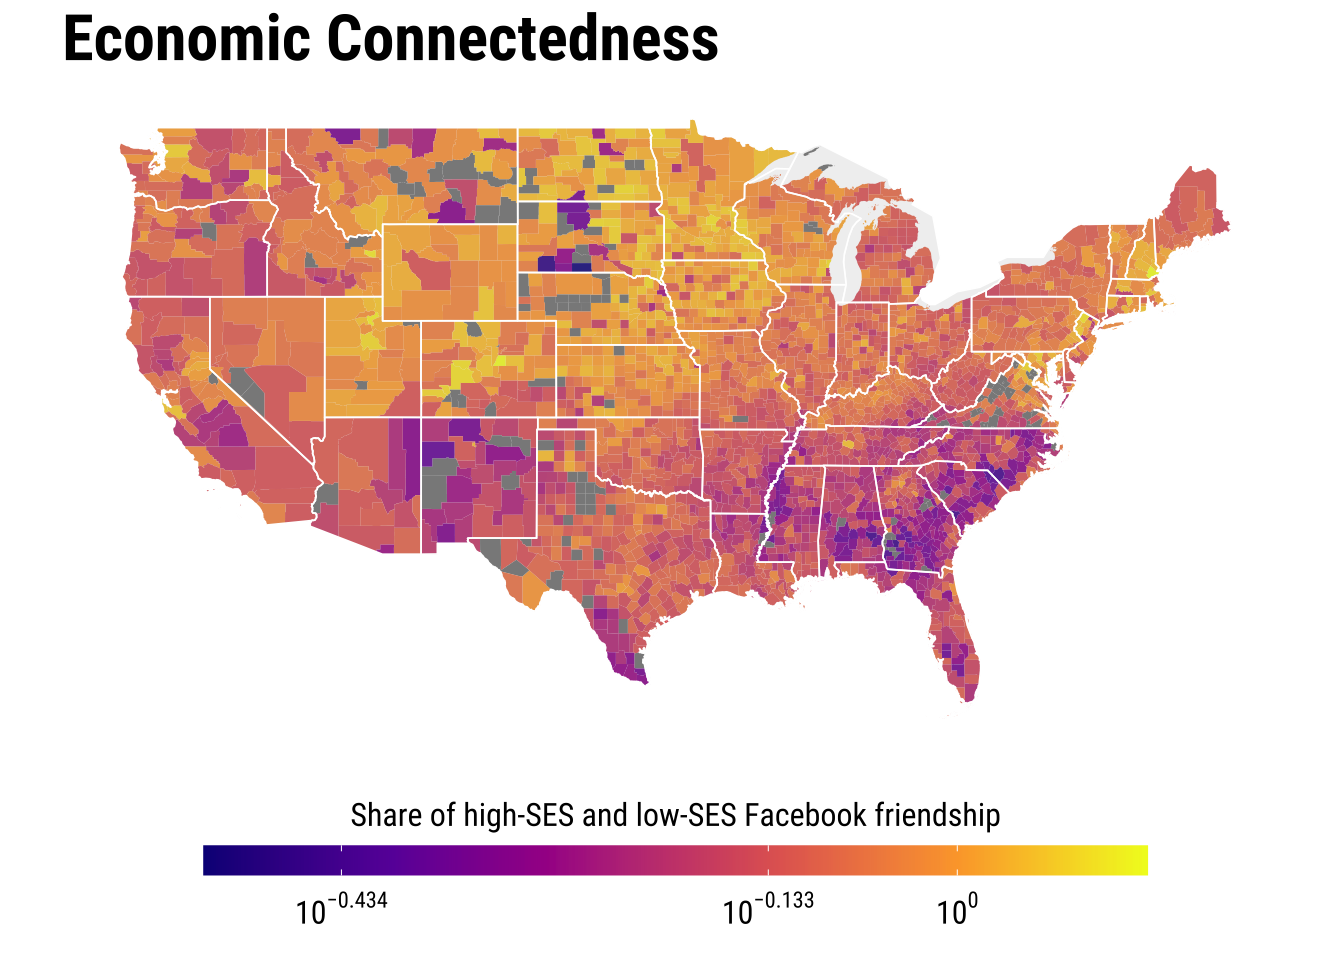 Economic Connectedness
Share of high-SES and low-SES Facebook friendship
10^−0.434 10^−0.133 10^0